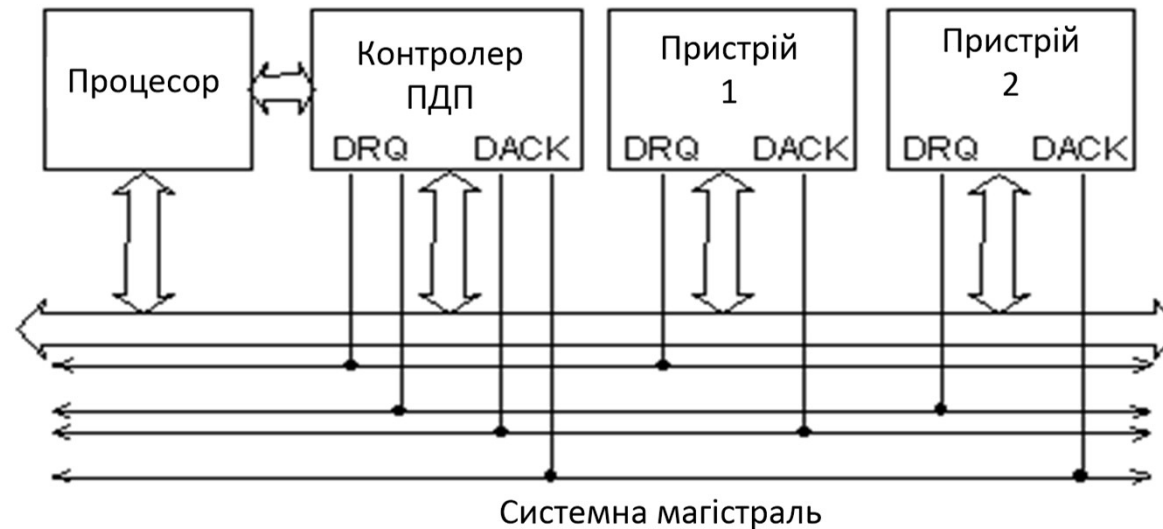 Процесор
Контролер
ПДП
DRQ DACK
Пристрій
1
DRQ DACK
Пристрій
2
DRQ DACK
Системна магістраль